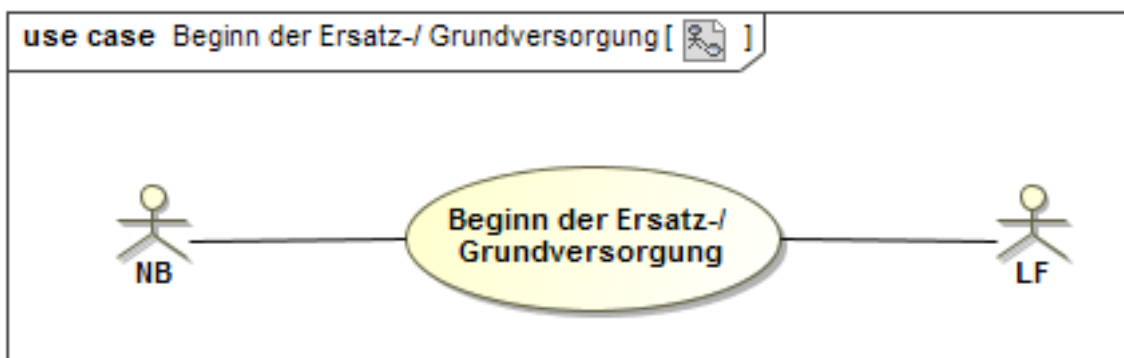 use case Beginn der Ersatz-/ Grundversorgung [ ]
Beginn der Ersatz-/
Grundversorgung
NB
LF